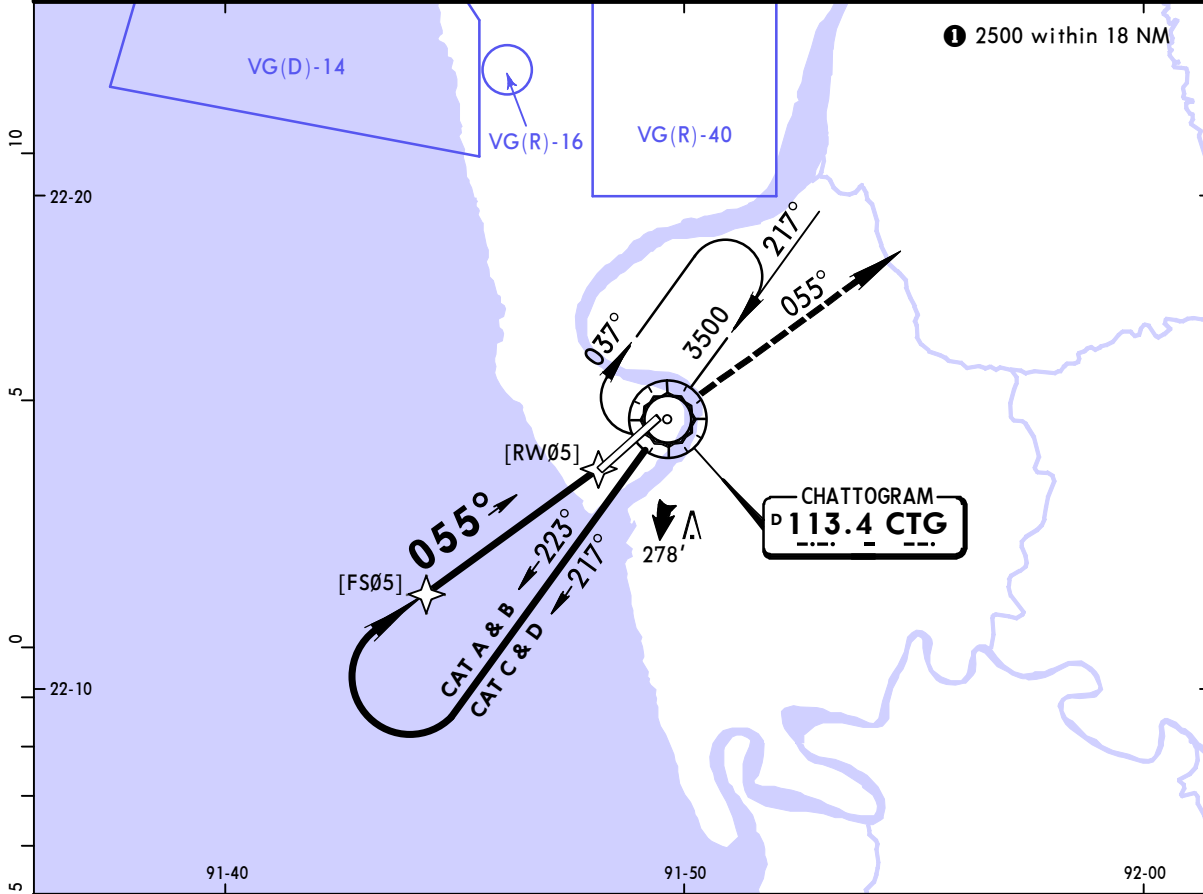 ❶ 2500 within 18 NM
VG(D)-14
VG(R)-16
VG(R)-40
10
22-20
217°
055°
3500
037°
5
[RWØ5]
CHATTOGRAM
D 113.4 CTG
055°
223°
217°
278'
[FSØ5]
CAT A & B
CAT C & D
0
22-10
5
91-40
91-50
92-00